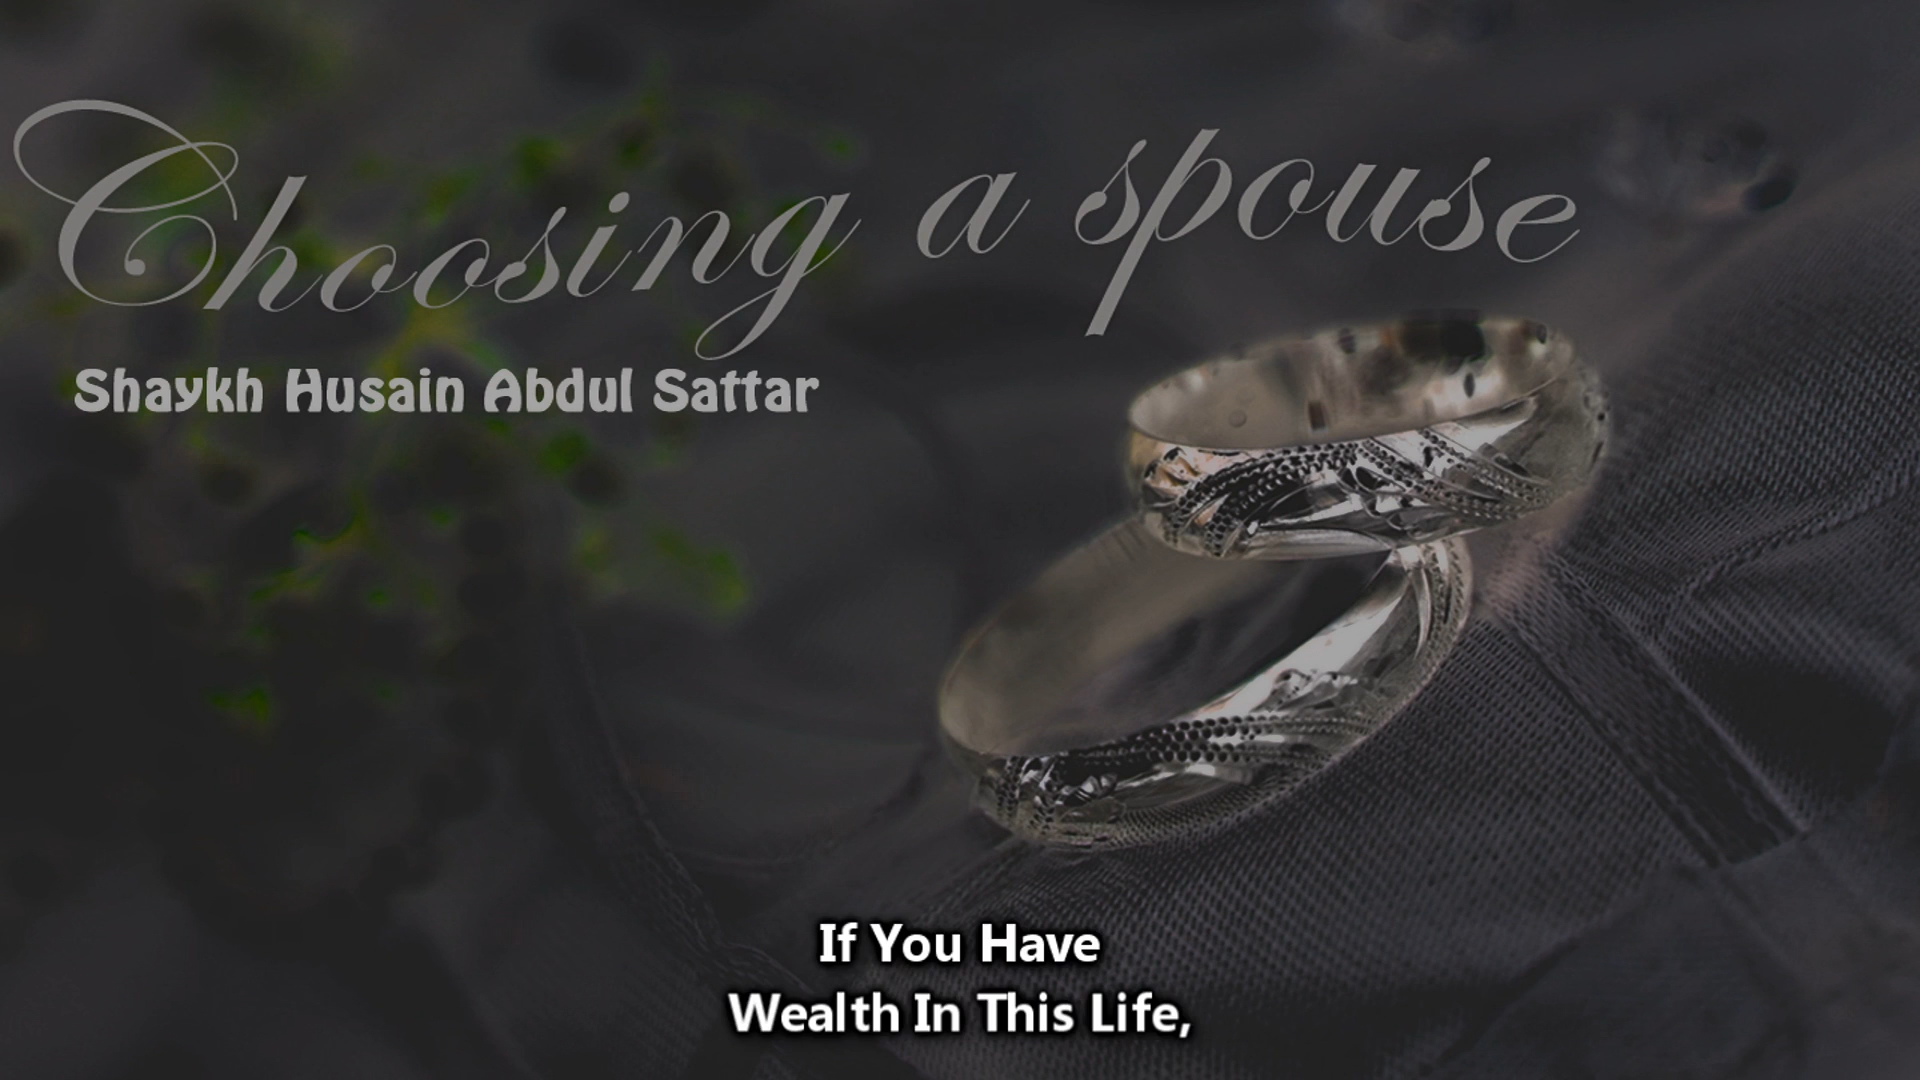 Choosing a spouse
Shaykh Husain Abdul Sattar
If You Have
Wealth In This Life,